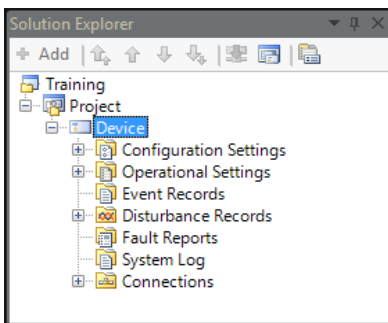 Solution Explorer
Add
Training
Project
Device
Configuration Settings
Operational Settings
Event Records
Disturbance Records
Fault Reports
System Log
Connections